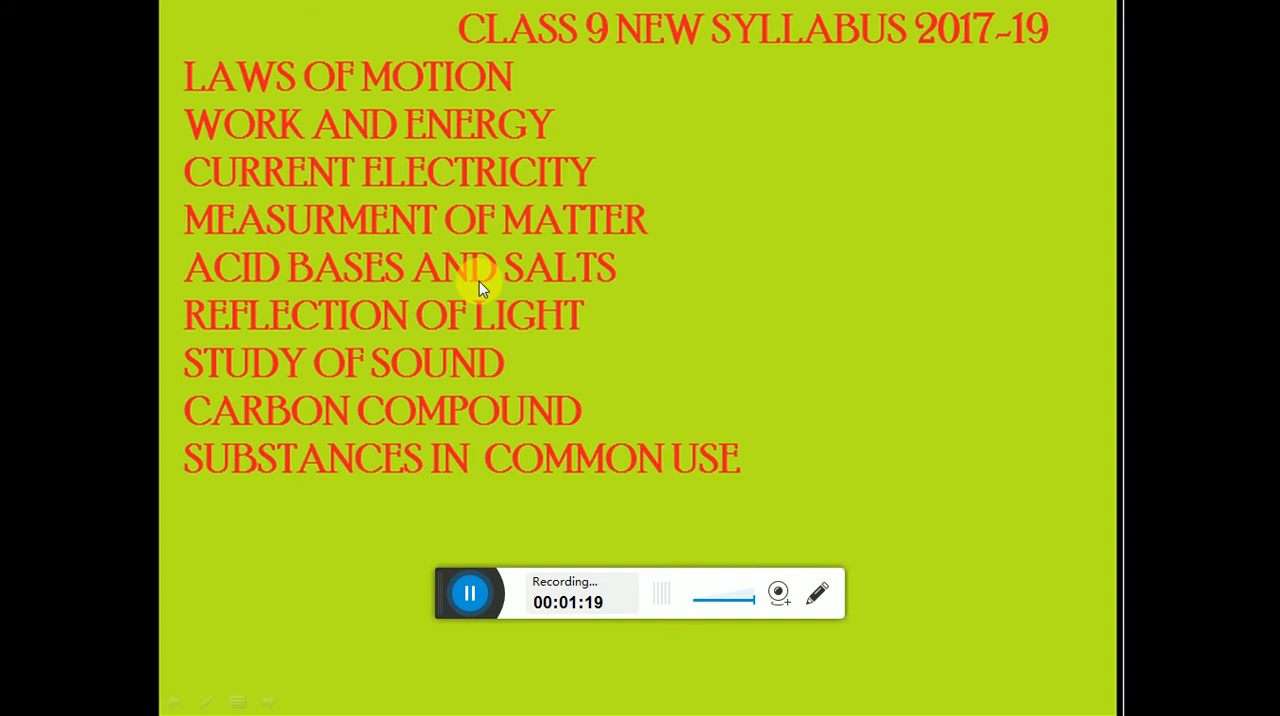 CLASS 9 NEW SYLLABUS 2017-19
LAWS OF MOTION
WORK AND ENERGY
CURRENT ELECTRICITY
MEASURMENT OF MATTER
ACID BASES AND SALTS
REFLECTION OF LIGHT
STUDY OF SOUND
CARBON COMPOUND
SUBSTANCES IN COMMON USE
Recording...
00:01:19